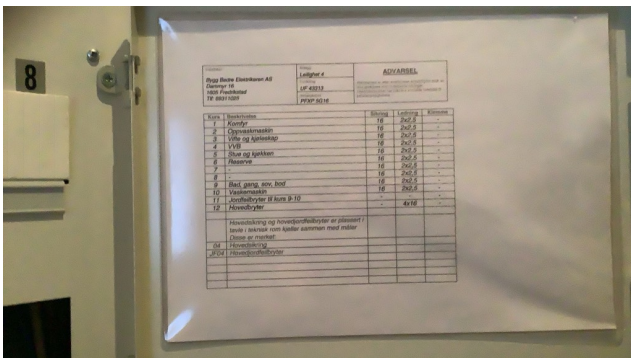 8
Bygg Bedre Elektrikeren AS
Leilighet 4
ADVARSEL
1605 Fredrikstad
UF 43213
PFXP 5G16
Kurs Beskrivelse Sikring Ledning Klemme
1 Komfyr 16 2x2,5 -
2 Oppvaskmaskin 16 2x2,5 -
3 Vifte og kjøleskap 16 2x2,5 -
4 VVB 16 2x2,5 -
5 Stue og kjøkken 16 2x2,5 -
6 Reserve 16 2x2,5 -
7 - 16 2x2,5 -
8 - 16 2x2,5 -
9 Bad, gang, sov, bod 16 2x2,5 -
10 Vaskemaskin 16 2x2,5 -
11 Jordfeilbryter til kurs 9-10 - - -
12 Hovedbryter - 4x16 -
Hovedsikring og hovedjordfeilbryter er plassert i
tavle i teknisk rom kjeller sammen med måler
Disse er merket:
04 Hovedsikring
JF04 Hovedjordfeilbryter